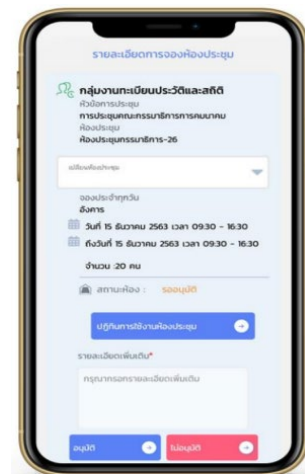 รายละเอียดการจองห้องประชุม
กลุ่มงานทะเบียนประวัติและสถิติ
หัวข้อการประชุม
การประชุมคณะกรรมาธิการการคมนาคม
ห้องประชุม
ห้องประชุมกรรมาธิการ-26
เปลี่ยนห้องประชุม
จองประจำทุกวัน
อังคาร
วันที่ 15 ธันวาคม 2563 เวลา 09:30 - 16:30
ถึงวันที่ 15 ธันวาคม 2563 เวลา 09:30 - 16:30
จำนวน :20 คน
สถานะห้อง : รออนุมัติ
ปฏิทินการใช้งานห้องประชุม
รายละเอียดเพิ่มเติม*
กรุณากรอกรายละเอียดเพิ่มเติม
อนุมัติ
ไม่อนุมัติ